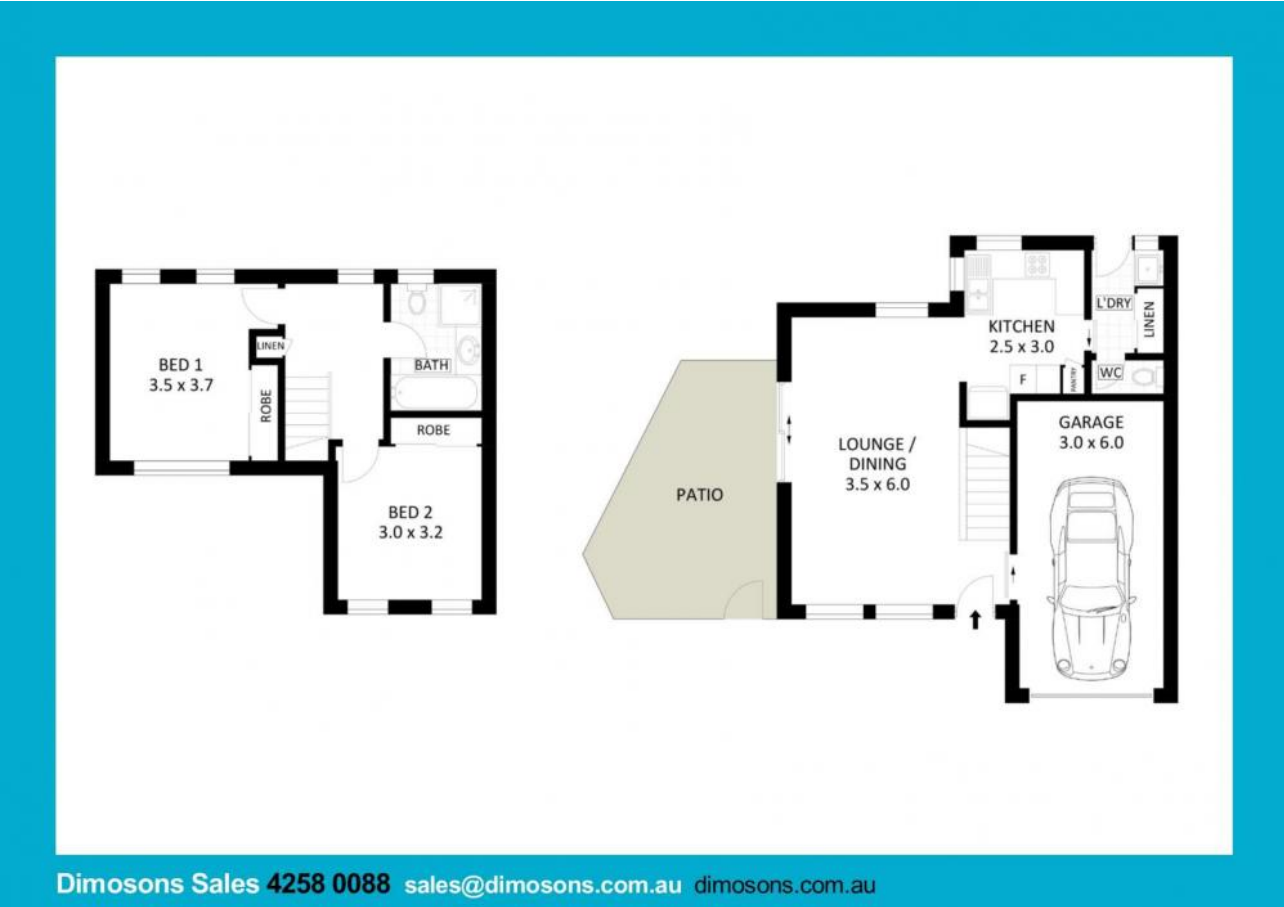 LINEN
BED 1
3.5 x 3.7
ROBE
BATH
ROBE
BED 2
3.0 x 3.2
L'DRY
LINEN
KITCHEN
2.5 x 3.0
F
PANTRY
WC
GARAGE
3.0 x 6.0
LOUNGE /
DINING
3.5 x 6.0
PATIO
Dimosons Sales 4258 0088 sales@dimosons.com.au dimosons.com.au